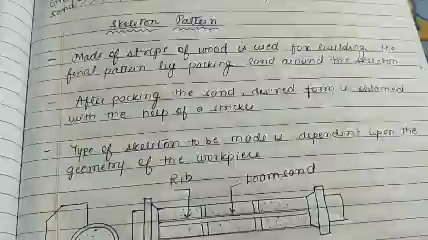 sand.
Skeleton Pattern
- Made of strips of wood is used for building the
final pattern by packing sand around the skeleton.
- After packing the sand, desired form is obtained
with the help of a strickle
- Type of skeleton to be made is dependent upon the
geometry of the workpiece
Rib Loamsand